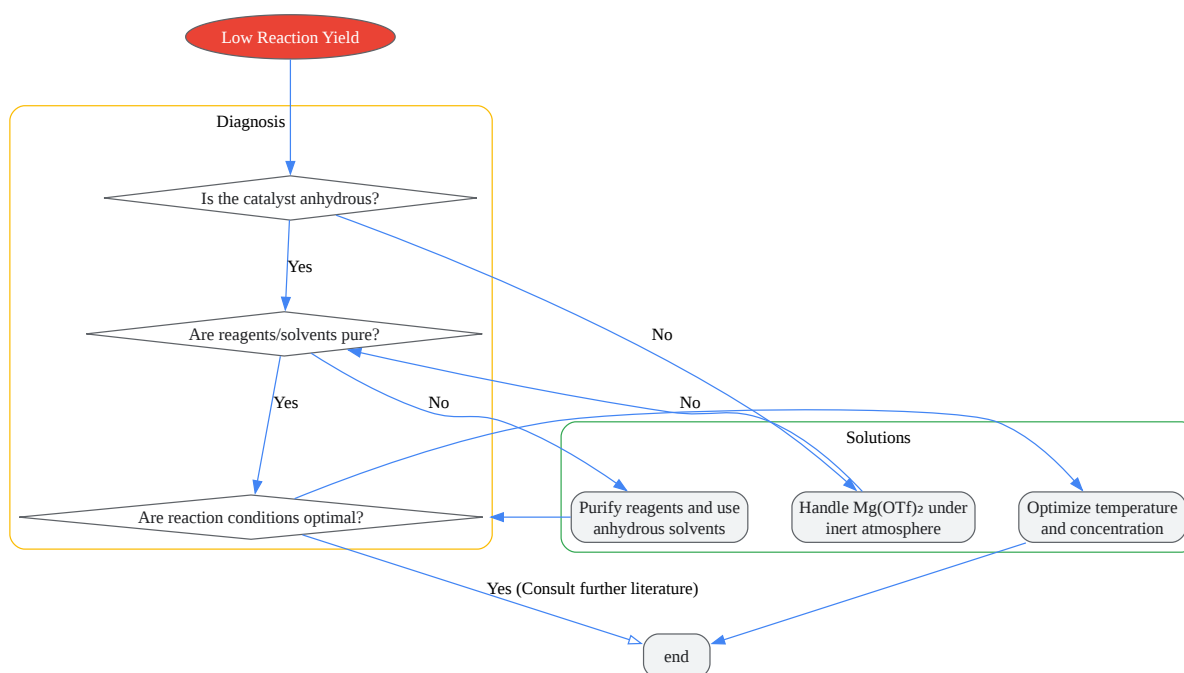 Low Reaction Yield
Diagnosis
Is the catalyst anhydrous?
Yes
Are reagents/solvents pure?
No
Yes
No
No
Solutions
Purify reagents and use
anhydrous solvents
Handle Mg(OTf)₂ under
inert atmosphere
Optimize temperature
and concentration
Are reaction conditions optimal?
Yes (Consult further literature)
end